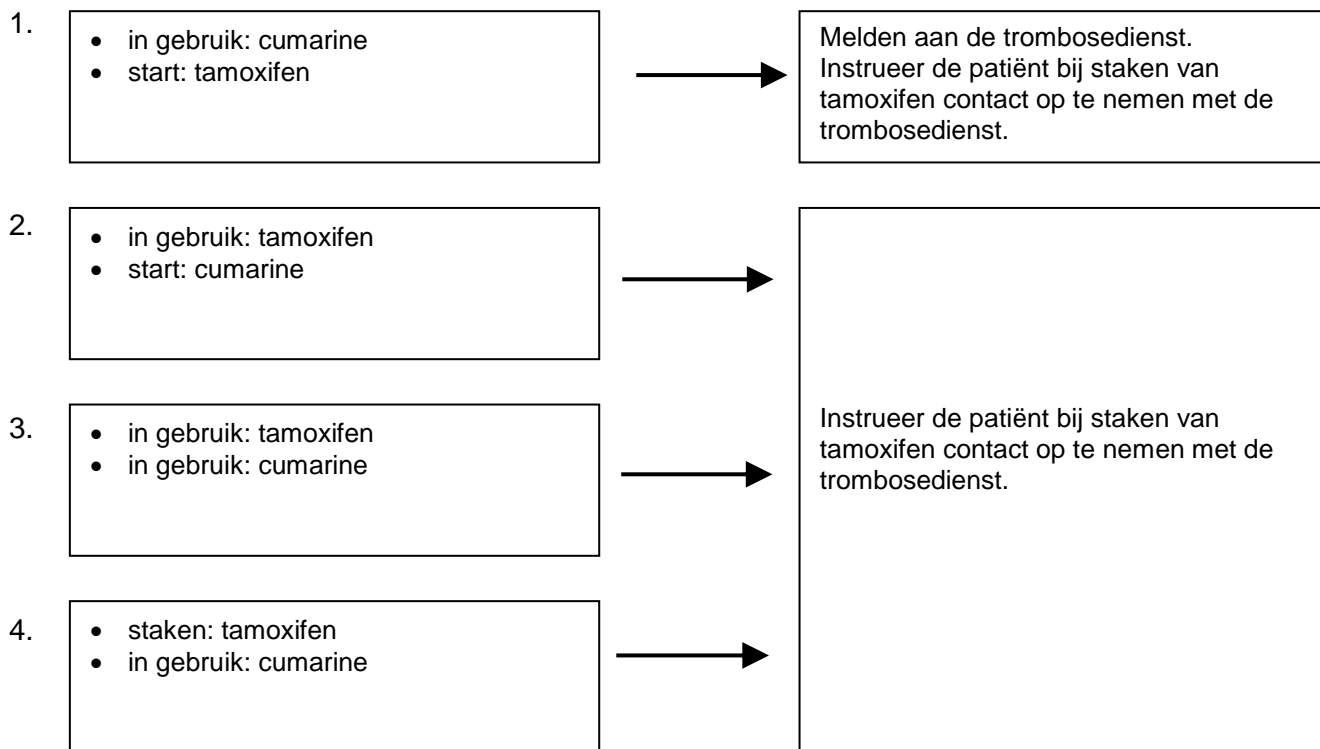 1.
• in gebruik: cumarine
• start: tamoxifen
Melden aan de trombosedienst.
Instrueer de patiënt bij staken van
tamoxifen contact op te nemen met de
trombosedienst.
2.
• in gebruik: tamoxifen
• start: cumarine
3.
• in gebruik: tamoxifen
• in gebruik: cumarine
Instrueer de patiënt bij staken van
tamoxifen contact op te nemen met de
trombosedienst.
4.
• staken: tamoxifen
• in gebruik: cumarine